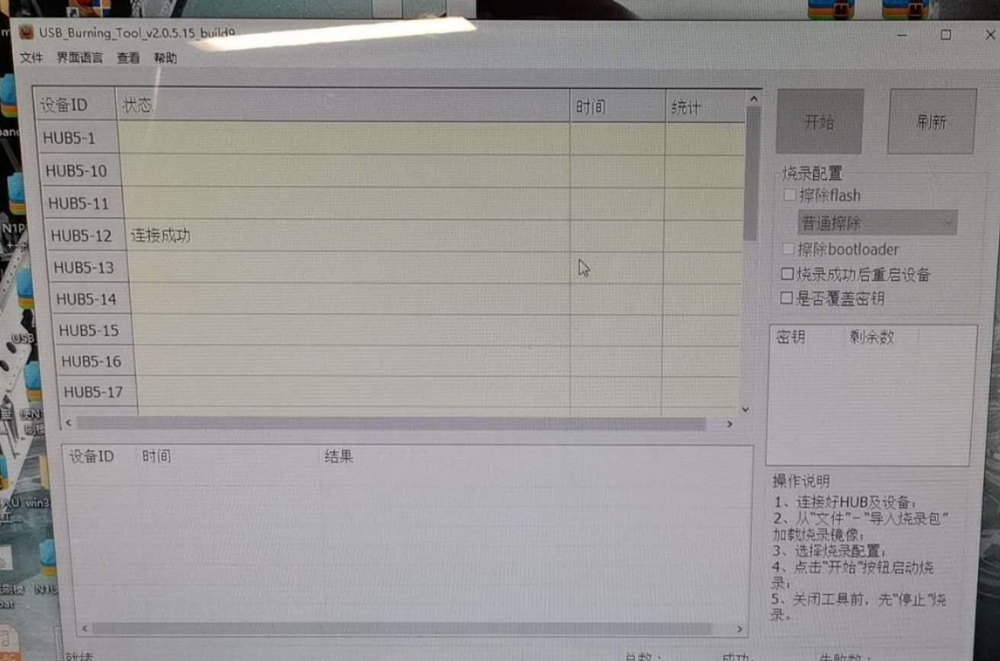 USB_Burning_Tool_v2.0.5.15_build9
文件 界面语言 查看 帮助
设备ID 状态 时间 统计
HUB5-1
HUB5-10
HUB5-11
HUB5-12 连接成功
HUB5-13
HUB5-14
HUB5-15
HUB5-16
HUB5-17
开始 刷新
烧录配置
擦除flash
普通擦除
擦除bootloader
烧录成功后重启设备
是否覆盖密钥
密钥 剩余数
设备ID 时间 结果
操作说明
1、连接好HUB及设备;
2、从“文件”-“导入烧录包”
加载烧录镜像;
3、选择烧录配置;
4、点击“开始”按钮启动烧
录;
5、关闭工具前，先“停止”烧
录。
就绪 总数: 成功: 失败数:
N1P
USB
win3
N1U
bat